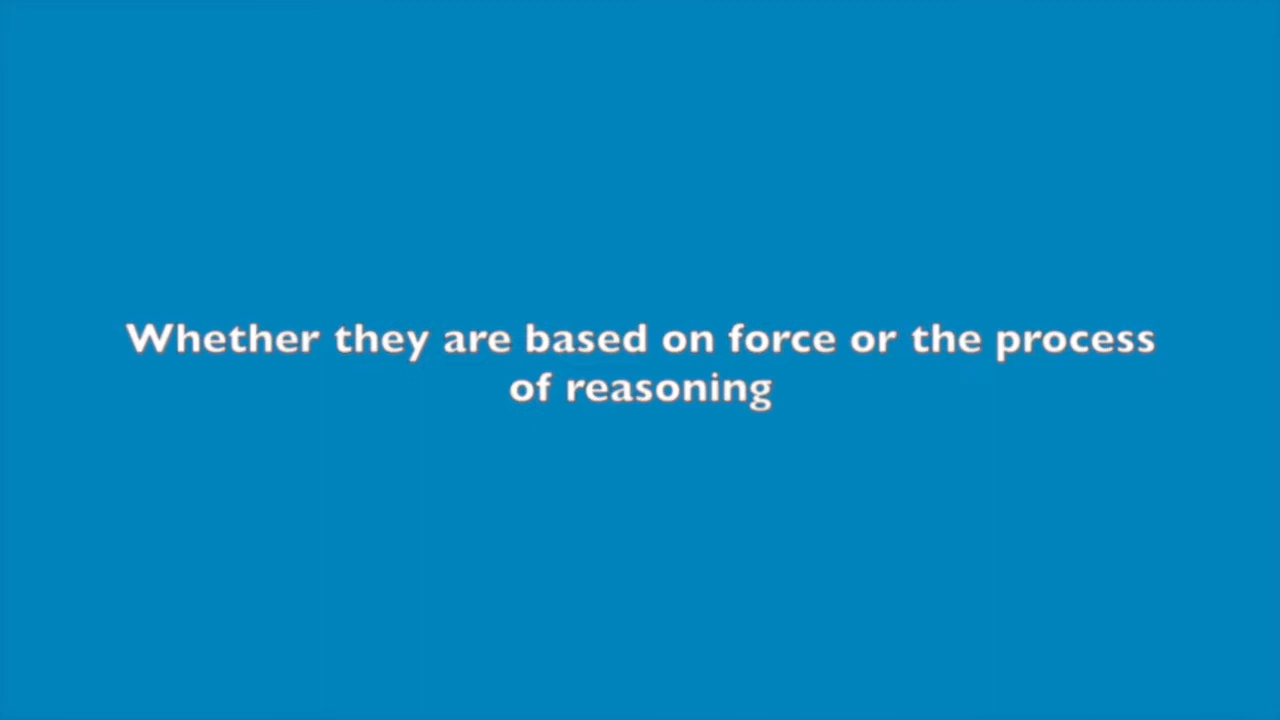 Whether they are based on force or the process
of reasoning